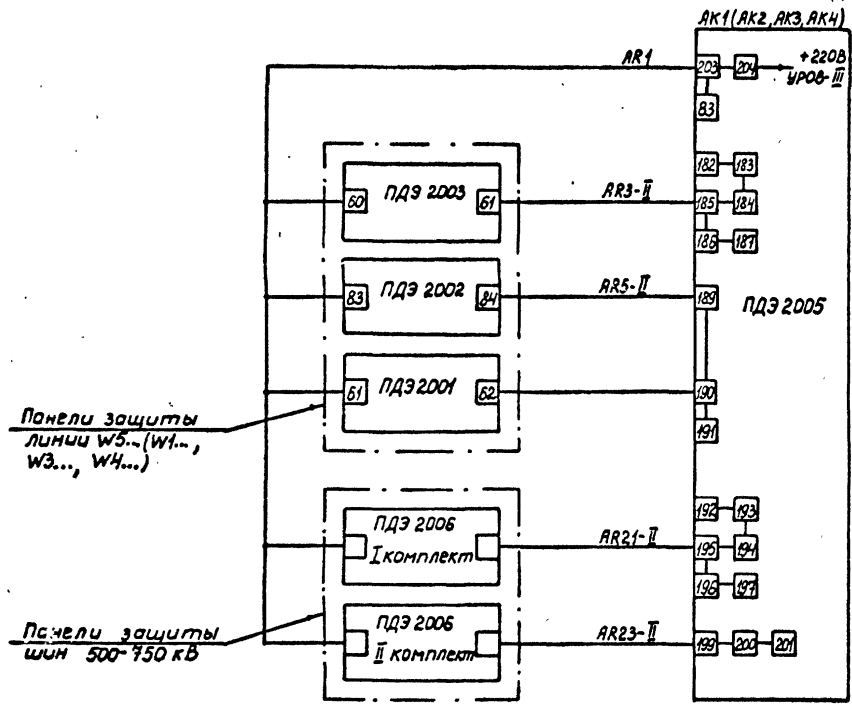 АК1 (АК2, АК3, АК4)
AR1
203 204
+220В
УРОВ-III
83
182 183
60 ПДЭ 2003 61
AR3-II
185 184
186 187
83 ПДЭ 2002 84
AR5-II
189
ПДЭ 2005
61 ПДЭ2001 62
190
191
Панели защиты
линии W5...(W1...,
W3..., W4...)
192 193
ПДЭ 2006
I комплект
AR21-II
195 194
196 197
Панели защиты
шин 500-750 кВ
ПДЭ 2006
II комплект
AR23-II
199 200 201